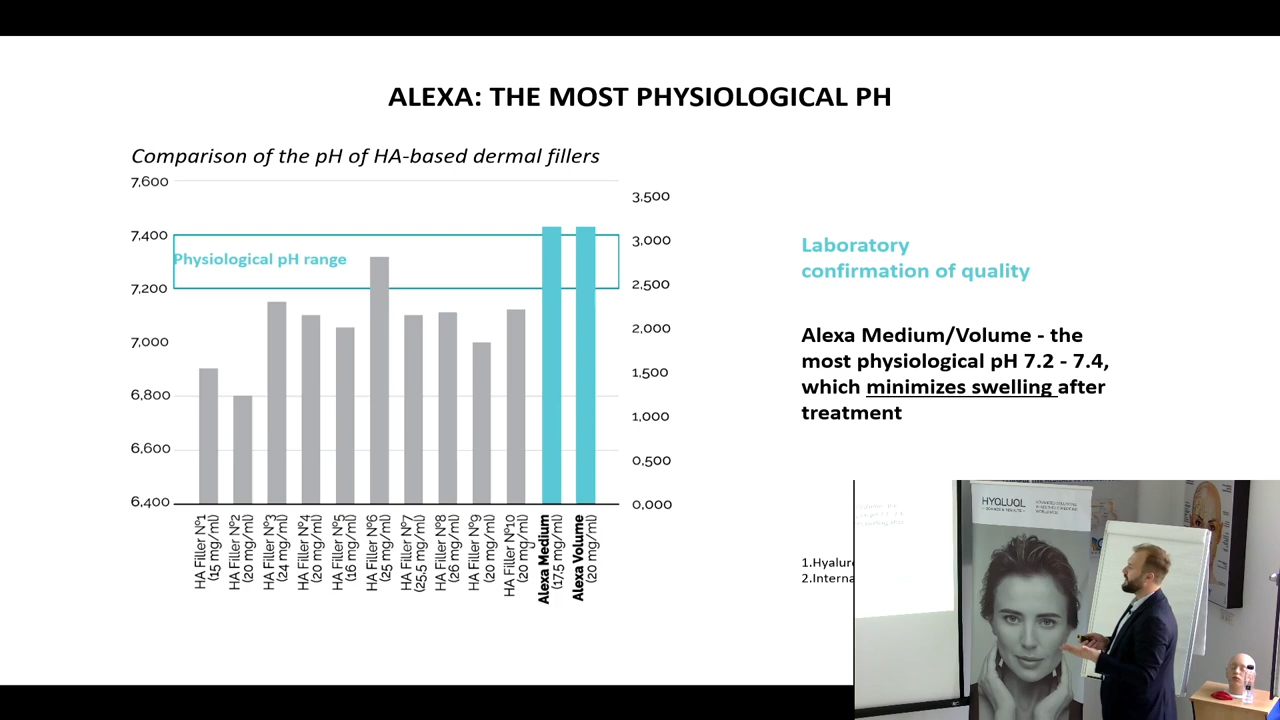 ALEXA: THE MOST PHYSIOLOGICAL PH
Comparison of the pH of HA-based dermal fillers
7,600
7,400
7,200
7,000
6,800
6,600
6,400
Physiological pH range
3,500
3,000
2,500
2,000
1,500
1,000
0,500
0,000
HA Filler Nº1
(15 mg/ml)
HA Filler Nº2
(20 mg/ml)
HA Filler Nº3
(24 mg/ml)
HA Filler Nº4
(20 mg/ml)
HA Filler Nº5
(16 mg/ml)
HA Filler Nº6
(25 mg/ml)
HA Filler Nº7
(25,5 mg/ml)
HA Filler Nº8
(26 mg/ml)
HA Filler Nº9
(20 mg/ml)
HA Filler Nº10
(20 mg/ml)
Alexa Medium
(17,5 mg/ml)
Alexa Volume
(20 mg/ml)
Laboratory
confirmation of quality
Alexa Medium/Volume - the
most physiological pH 7.2 - 7.4,
which minimizes swelling after
treatment
1.Hyalur
2.Interna
HYALUAL